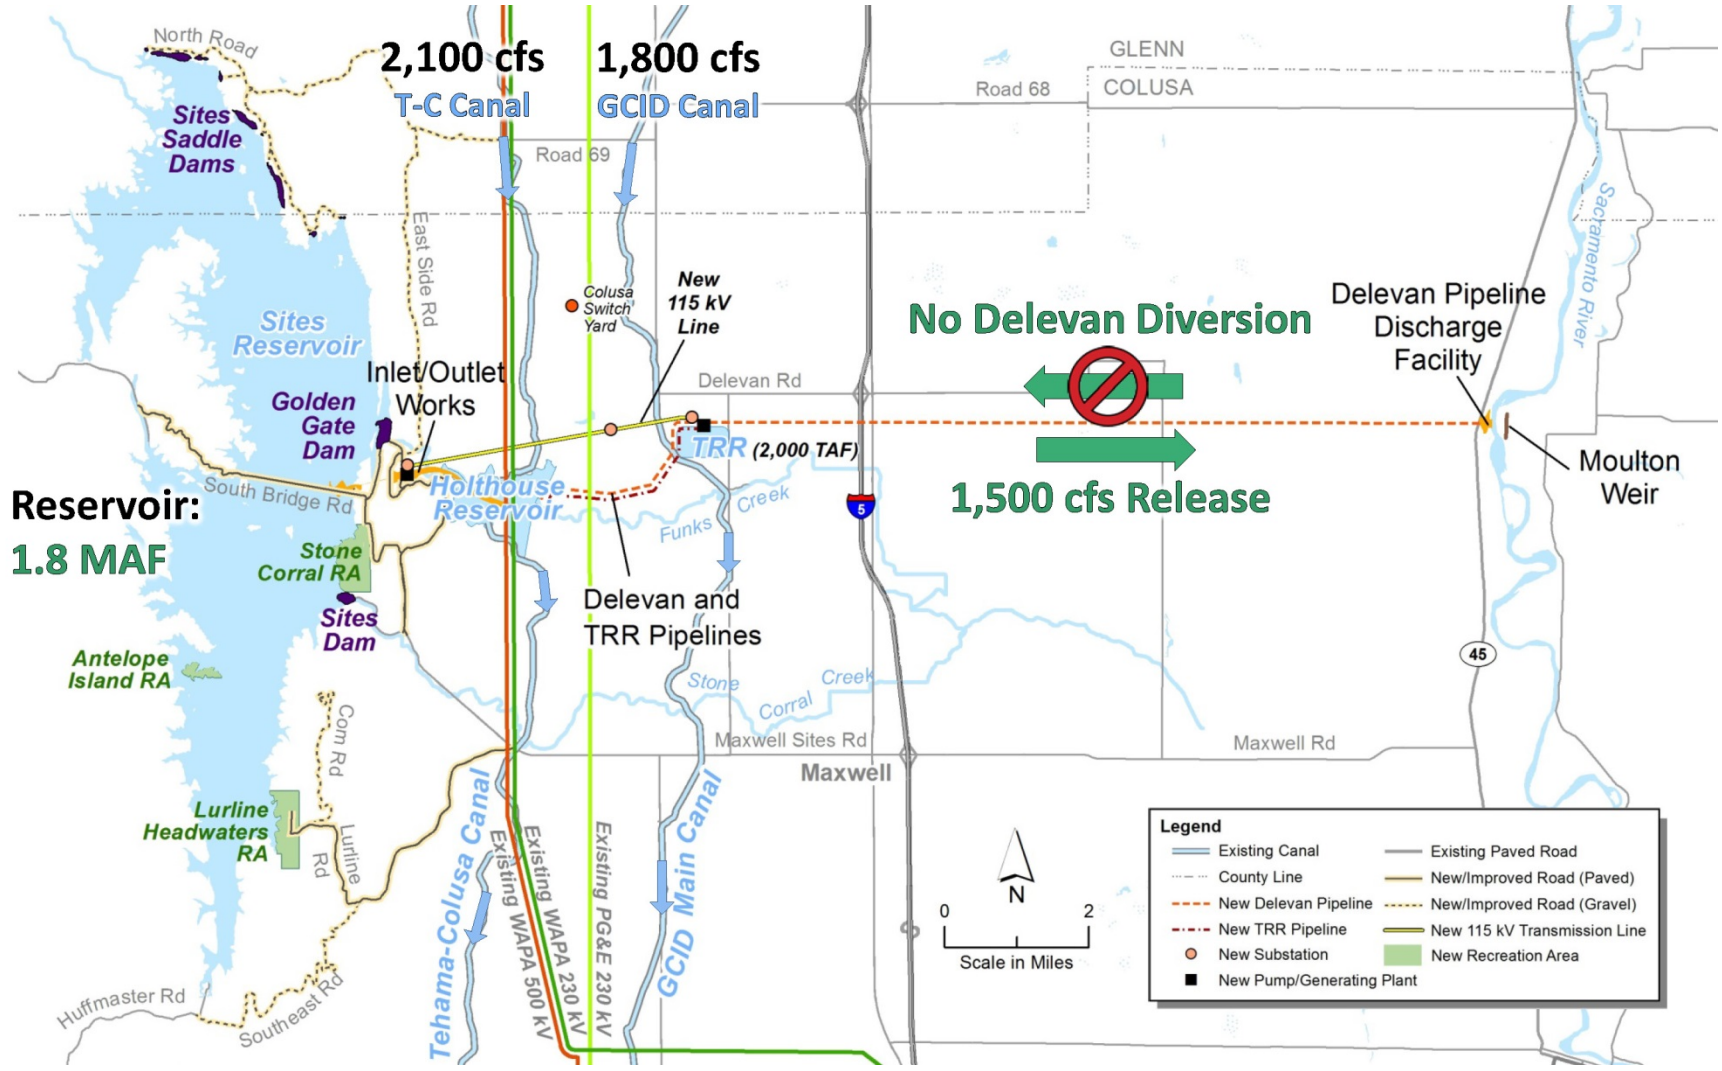 North Road
2,100 cfs
T-C Canal
1,800 cfs
GCID Canal
GLENN
COLUSA
Road 68
Sites
Saddle
Dams
Road 69
East Side Rd
Sacramento River
Colusa
Switch
Yard
New
115 kV
Line
Sites
Reservoir
No Delevan Diversion
Delevan Pipeline
Discharge
Facility
Inlet/Outlet
Works
Delevan Rd
Golden
Gate
Dam
TRR (2,000 TAF)
Moulton
Weir
South Bridge Rd
Holthouse
Reservoir
Reservoir:
1.8 MAF
1,500 cfs Release
5
Funks Creek
Stone
Corral RA
Delevan and
TRR Pipelines
Sites
Dam
45
Antelope
Island RA
Stone Corral Creek
Com Rd
Maxwell Sites Rd
Maxwell Rd
Maxwell
Lurline
Headwaters
RA
Lurline Rd
Tehama-Colusa Canal
Existing WAPA 500 kV
Existing WAPA 230 kV
Existing PG&E 230 kV
GCID Main Canal
Huffmaster Rd
Southeast Rd
N
0 2
Scale in Miles
Legend
Existing Canal
County Line
New Delevan Pipeline
New TRR Pipeline
New Substation
New Pump/Generating Plant
Existing Paved Road
New/Improved Road (Paved)
New/Improved Road (Gravel)
New 115 kV Transmission Line
New Recreation Area